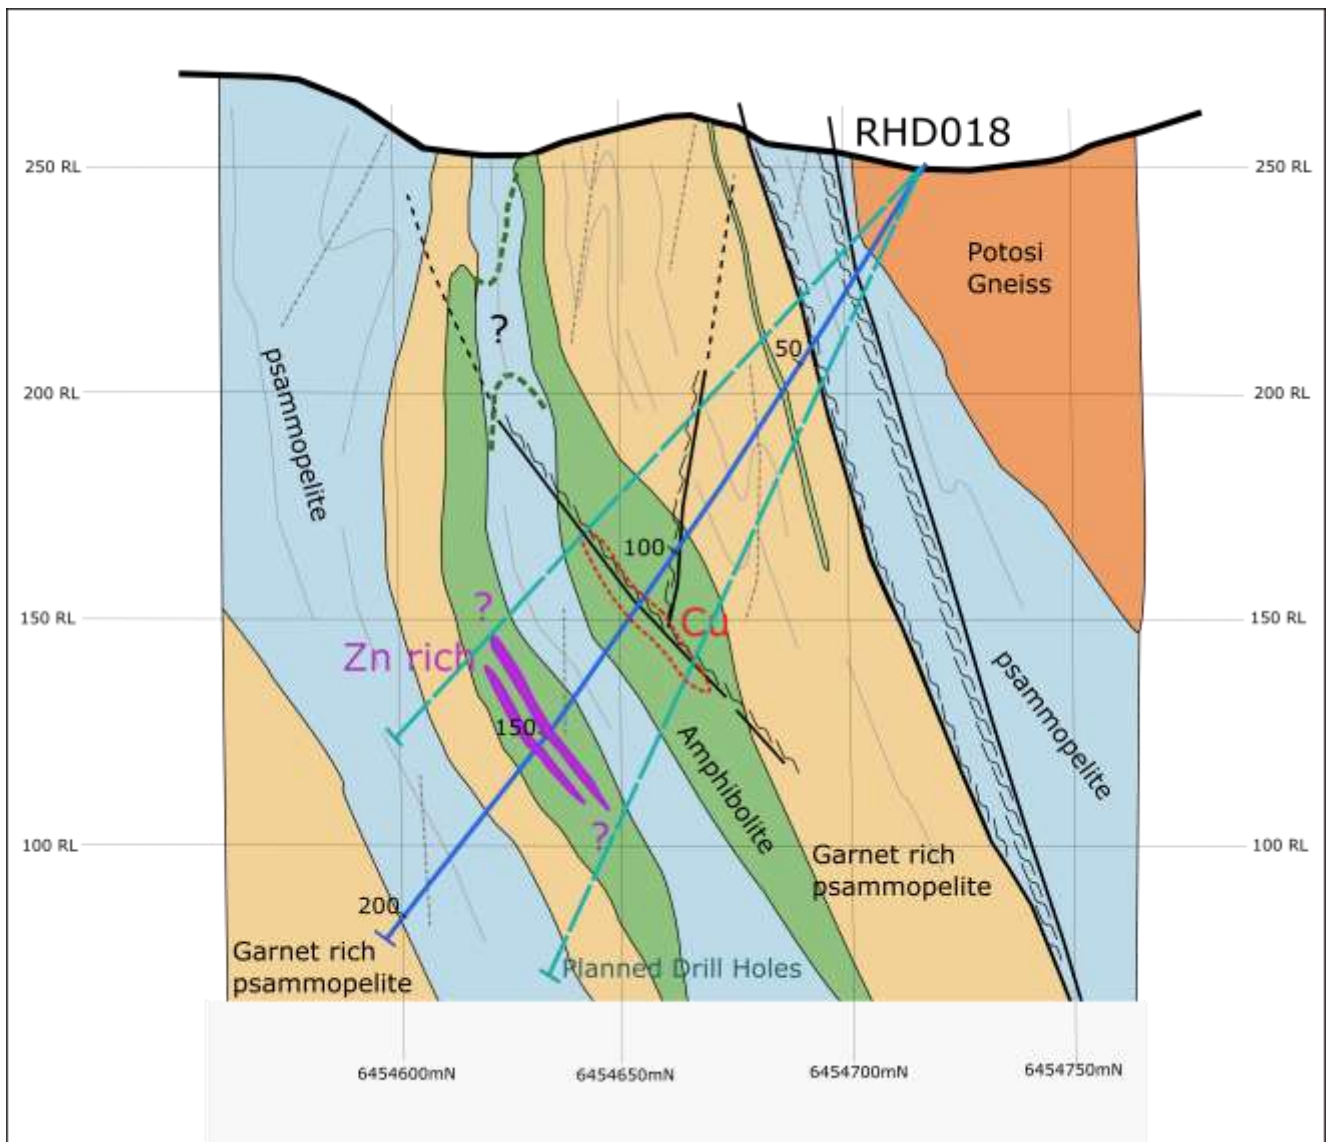 RHD018
250 RL
250 RL
Potosi
Gneiss
?
psammopelite
50
200 RL
200 RL
100
?
Cu
150 RL
150 RL
Zn rich
psammopelite
150
Amphibolite
?
100 RL
100 RL
Garnet rich
psammopelite
200
Garnet rich
psammopelite
Planned Drill Holes
6454600mN
6454650mN
6454700mN
6454750mN